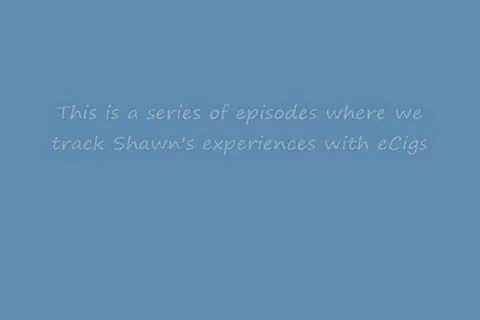 This is a series of episodes where we
track Shawn's experiences with eCigs